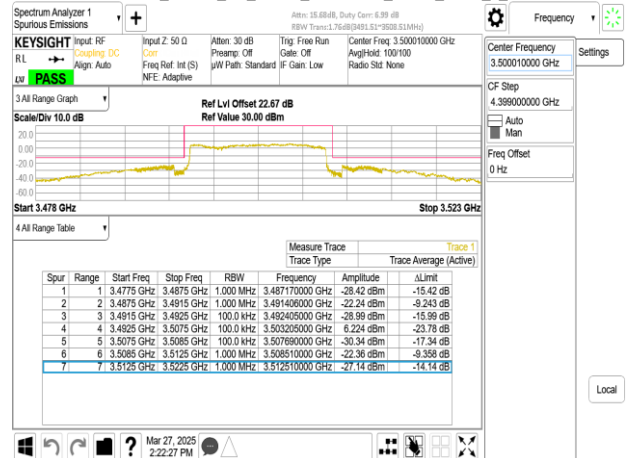 Spectrum Analyzer 1
Spurious Emissions
Attn: 15.68dB, Duty Corr: 6.99 dB
RBW Tranc:1.76dB(3491.51~3508.51MHz)
KEYSIGHT
RL
LXI PASS
Input: RF
Coupling: DC
Align: Auto
Input Z: 50 Ω
Corr
Freq Ref: Int (S)
NFE: Adaptive
Atten: 30 dB
Preamp: Off
µW Path: Standard
Trig: Free Run
Gate: Off
IF Gain: Low
Center Freq: 3.500010000 GHz
Avg|Hold: 100/100
Radio Std: None
3 All Range Graph
Scale/Div 10.0 dB
Ref Lvl Offset 22.67 dB
Ref Value 30.00 dBm
20.0
0.00
-20.0
-40.0
-60.0
Start 3.478 GHz
Stop 3.523 GHz
4 All Range Table
Measure Trace Trace 1
Trace Type Trace Average (Active)
Spur Range Start Freq Stop Freq RBW Frequency Amplitude ΔLimit
1 1 3.4775 GHz 3.4875 GHz 1.000 MHz 3.487170000 GHz -28.42 dBm -15.42 dB
2 2 3.4875 GHz 3.4915 GHz 1.000 MHz 3.491406000 GHz -22.24 dBm -9.243 dB
3 3 3.4915 GHz 3.4925 GHz 100.0 kHz 3.492405000 GHz -28.99 dBm -15.99 dB
4 4 3.4925 GHz 3.5075 GHz 100.0 kHz 3.503205000 GHz 6.224 dBm -23.78 dB
5 5 3.5075 GHz 3.5085 GHz 100.0 kHz 3.507690000 GHz -30.34 dBm -17.34 dB
6 6 3.5085 GHz 3.5125 GHz 1.000 MHz 3.508510000 GHz -22.36 dBm -9.358 dB
7 7 3.5125 GHz 3.5225 GHz 1.000 MHz 3.512510000 GHz -27.14 dBm -14.14 dB
?
Mar 27, 2025
2:22:27 PM
Frequency
Center Frequency
3.500010000 GHz
Settings
CF Step
4.399000000 GHz
Auto
Man
Freq Offset
0 Hz
Local